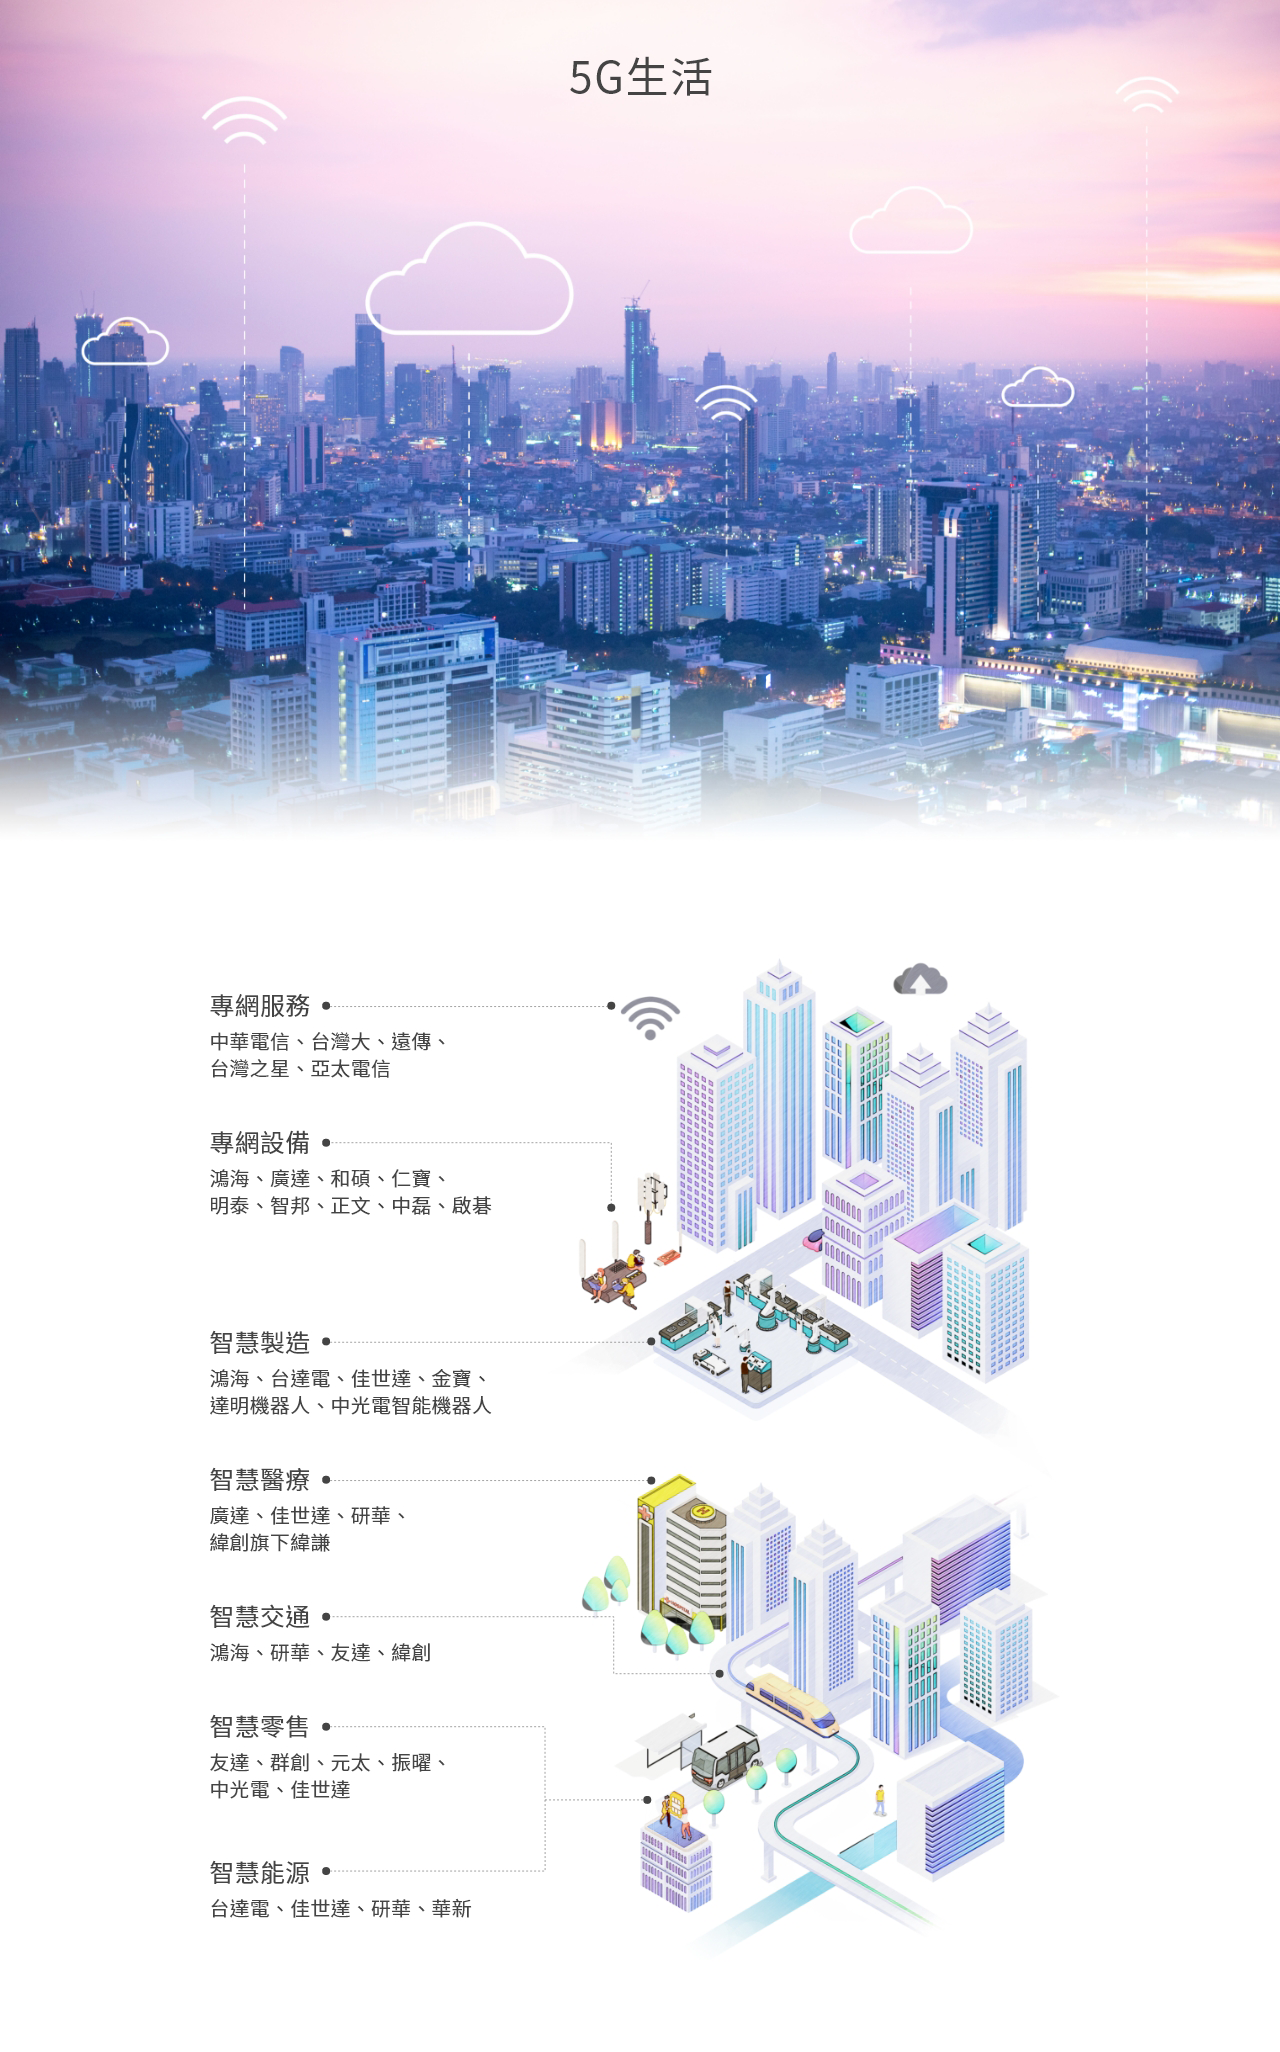 5G生活
專網服務
中華電信、台灣大、遠傳、
台灣之星、亞太電信
專網設備
鴻海、廣達、和碩、仁寶、
明泰、智邦、正文、中磊、啟碁
智慧製造
鴻海、台達電、佳世達、金寶、
達明機器人、中光電智能機器人
智慧醫療
廣達、佳世達、研華、
緯創旗下緯謙
智慧交通
鴻海、研華、友達、緯創
智慧零售
友達、群創、元太、振曜、
中光電、佳世達
智慧能源
台達電、佳世達、研華、華新
H
HOSPITAL